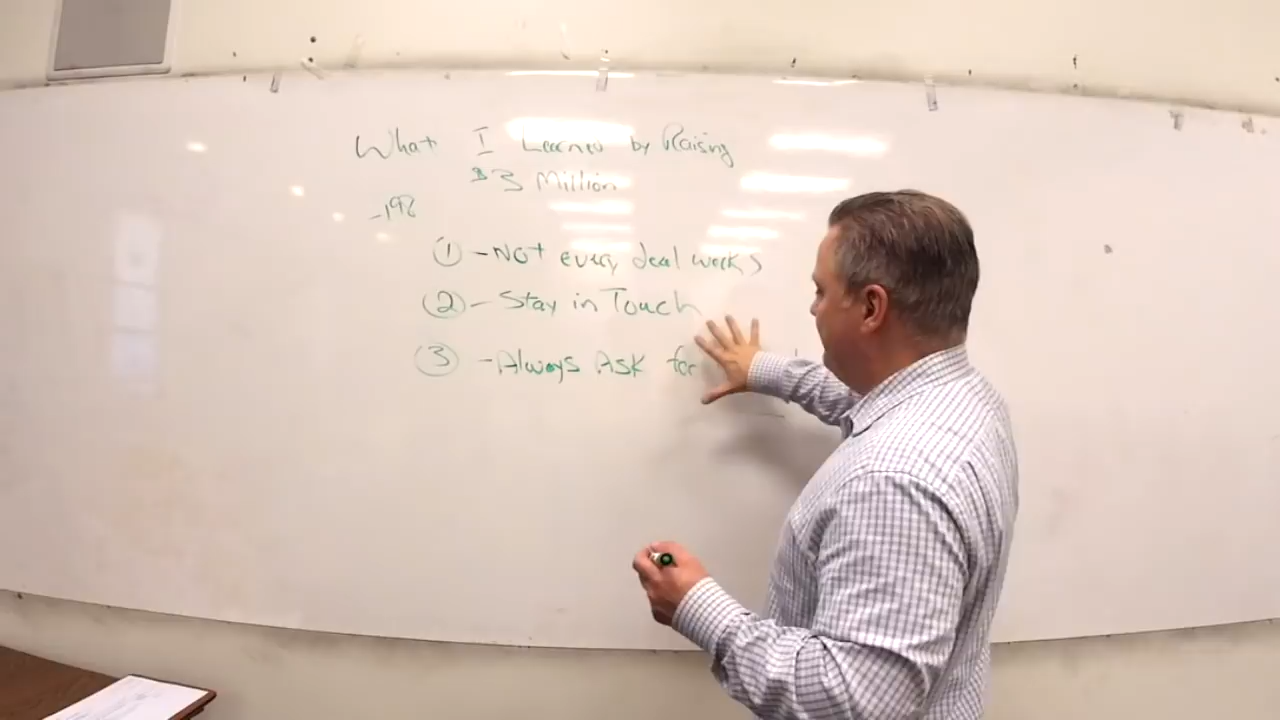 What I Learned by Raising
$3 Million
① - Not every deal works
② - Stay in Touch
③ - Always Ask for